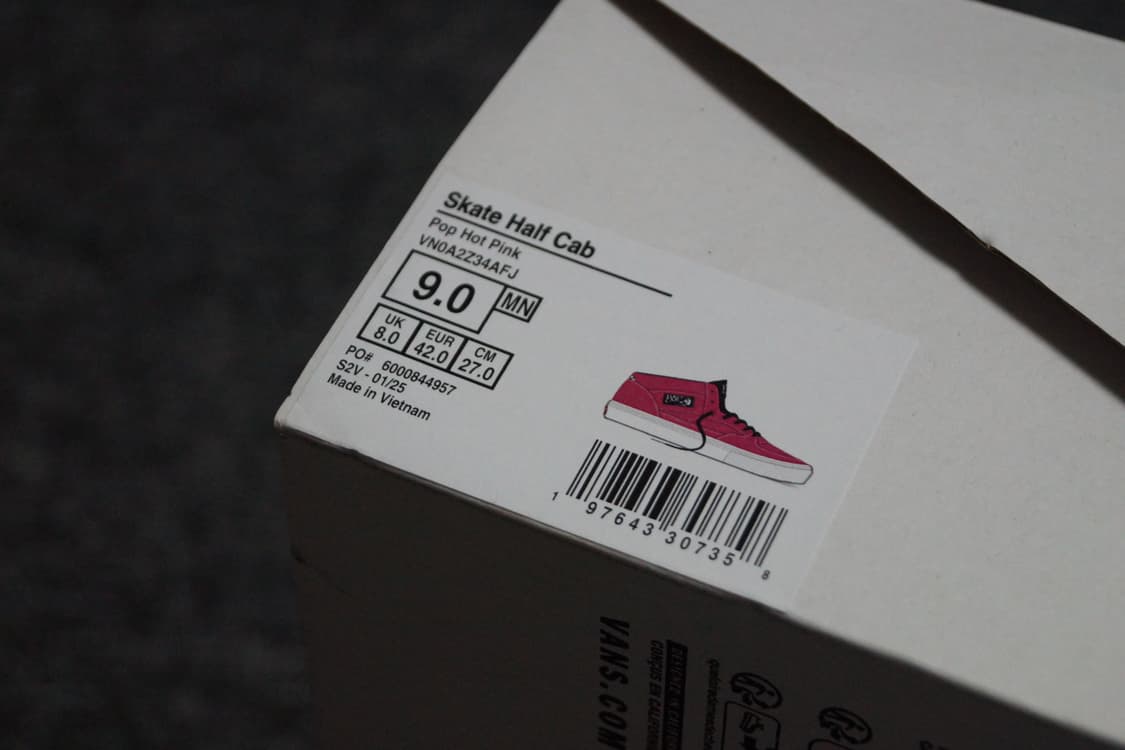 Skate Half Cab
Pop Hot Pink
VN0A2Z34AFJ
9.0 MN
UK EUR CM
8.0 42.0 27.0
PO# 6000844957
S2V - 01/25
Made in Vietnam
1 97643 30735 8
VANS.COM